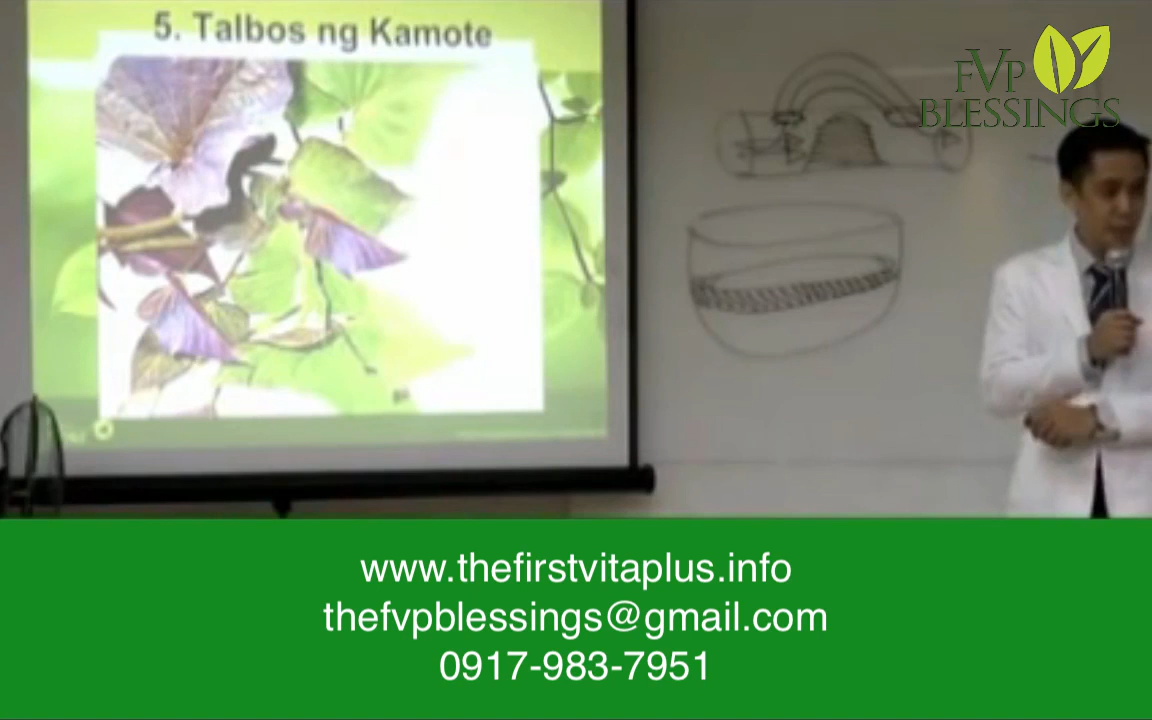 5. Talbos ng Kamote
FVP
BLESSINGS
www.thefirstvitaplus.info
thefvpblessings@gmail.com
0917-983-7951